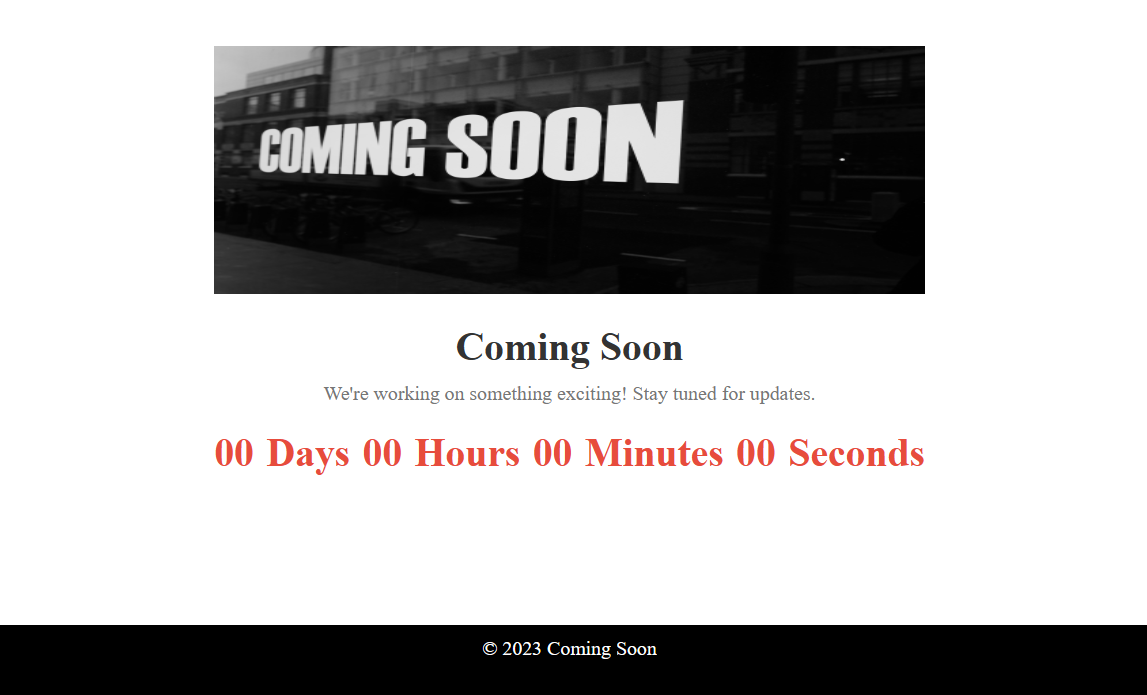 COMING SOON
Coming Soon
We're working on something exciting! Stay tuned for updates.
00 Days 00 Hours 00 Minutes 00 Seconds
© 2023 Coming Soon